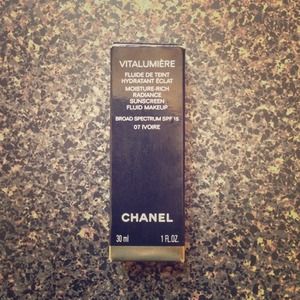 VITALUMIÈRE
FLUIDE DE TEINT
HYDRATANT ÉCLAT
MOISTURE-RICH
RADIANCE
SUNSCREEN
FLUID MAKEUP
BROAD SPECTRUM SPF 15
07 IVOIRE
CHANEL
30 ml 1 FL.OZ.